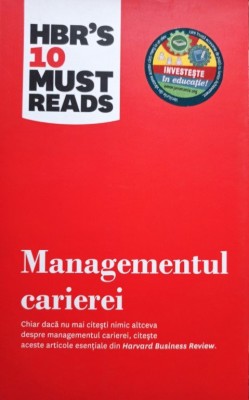 HBR'S
10
MUST
READS
INVESTEȘTE
în educație!
Managementul
carierei
Chiar dacă nu mai citești nimic altceva
despre managementul carierei, citește
aceste articole esențiale din Harvard Business Review.